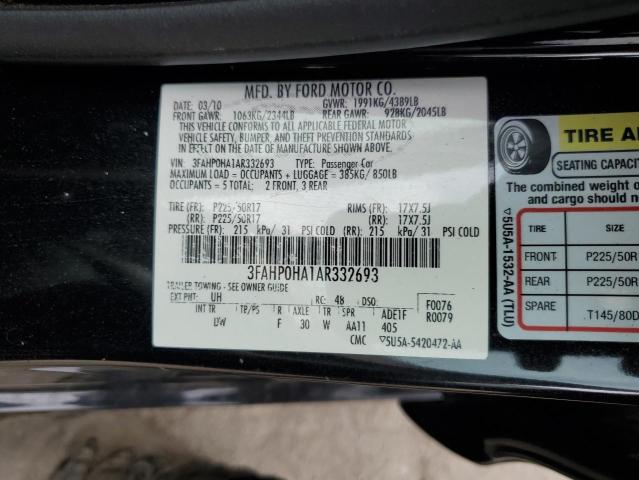 MFD. BY FORD MOTOR CO.
DATE: 03/10 GVWR: 1991KG/4389LB
FRONT GAWR: 1063KG/2344LB REAR GAWR: 928KG/2045LB
THIS VEHICLE CONFORMS TO ALL APPLICABLE FEDERAL MOTOR
VEHICLE SAFETY, BUMPER, AND THEFT PREVENTION STANDARDS
IN EFFECT ON THE DATE OF MANUFACTURE SHOWN ABOVE.
VIN: 3FAHP0HA1AR332693 TYPE: Passenger Car
MAXIMUM LOAD = OCCUPANTS + LUGGAGE = 385KG/850LB
OCCUPANTS = 5 TOTAL: 2 FRONT, 3 REAR
TIRE (FR): P225/50R17 RIMS (FR): 17X7.5J
(RR): P225/50R17 (RR): 17X7.5J
PRESSURE (FR): 215 kPa/ 31 PSI COLD (RR): 215 kPa/ 31 PSI COLD
3FAHP0HA1AR332693
TRAILER TOWING - SEE OWNER GUIDE
EXT PNT: UH RC: 48 DSO: F0076
INT TR TP/PS R AXLE TR SPR ADE1F R0079
LW F 30 W AA11 405
CMC ▽5U5A-5420472-AA
▽5U5A-1532-AA (TLU)
TIRE A
SEATING CAPACI
The combined weight o
and cargo should n
TIRE SIZE
FRONT P225/50R
REAR P225/50R
SPARE T145/80D